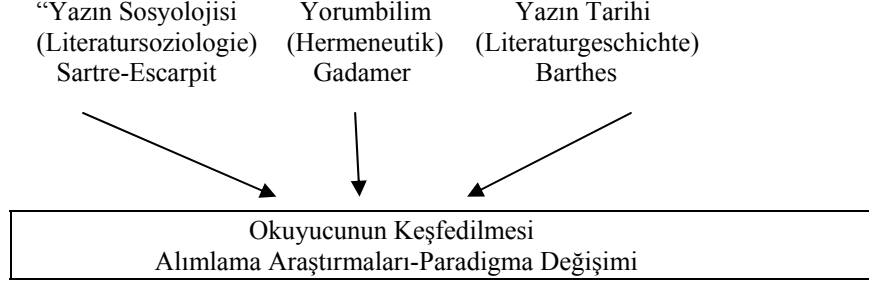 “Yazın Sosyolojisi Yorumbilim Yazın Tarihi
(Literatursoziologie) (Hermeneutik) (Literaturgeschichte)
Sartre-Escarpit Gadamer Barthes
Okuyucunun Keşfedilmesi
Alımlama Araştırmaları-Paradigma Değişimi